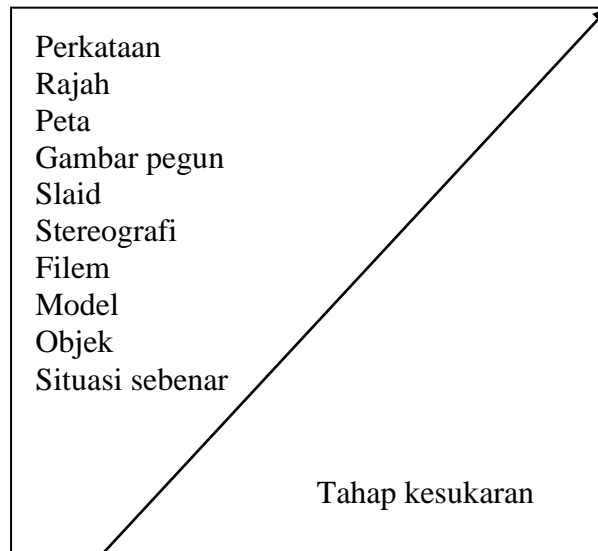 Perkataan
Rajah
Peta
Gambar pegun
Slaid
Stereografi
Filem
Model
Objek
Situasi sebenar
Tahap kesukaran